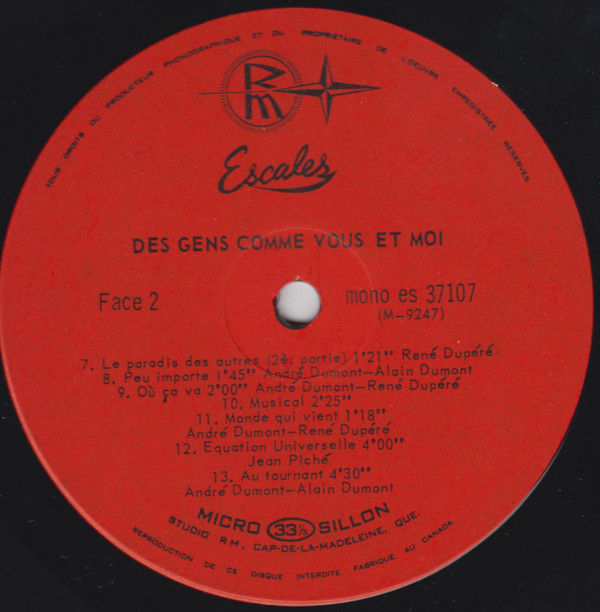 TOUS DROITS DU PRODUCTEUR PHONOGRAPHIQUE ET DU PROPRIETAIRE DE L'OEUVRE ENREGISTREE RESERVES
RM
Escales
DES GENS COMME VOUS ET MOI
Face 2
mono es 37107
(M-9247)
7. Le paradis des autres (2è. partie) 1'21" René Dupéré
8. Peu importe 1'45" André Dumont-Alain Dumont
9. Où ça va 2'00" André Dumont-René Dupéré
10. Musical 2'25"
11. Monde qui vient 1'18"
André Dumont-René Dupéré
12. Equation Universelle 4'00"
Jean Piché
13. Au tournant 4'30"
André Dumont-Alain Dumont
MICRO 33⅓ SILLON
STUDIO RM, CAP-DE-LA-MADELEINE, QUE.
REPRODUCTION DE CE DISQUE INTERDITE FABRIQUE AU CANADA